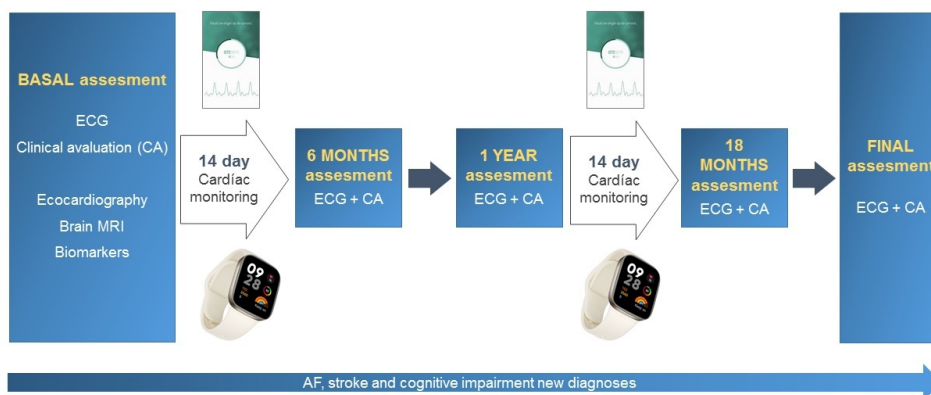 BASAL assesment
ECG
Clinical avaluation (CA)
Ecocardiography
Brain MRI
Biomarkers
14 day
Cardíac
monitoring
6 MONTHS
assesment
ECG + CA
1 YEAR
assesment
ECG + CA
14 day
Cardíac
monitoring
18
MONTHS
assesment
ECG + CA
FINAL
assesment
ECG + CA
09
28
09
28
AF, stroke and cognitive impairment new diagnoses